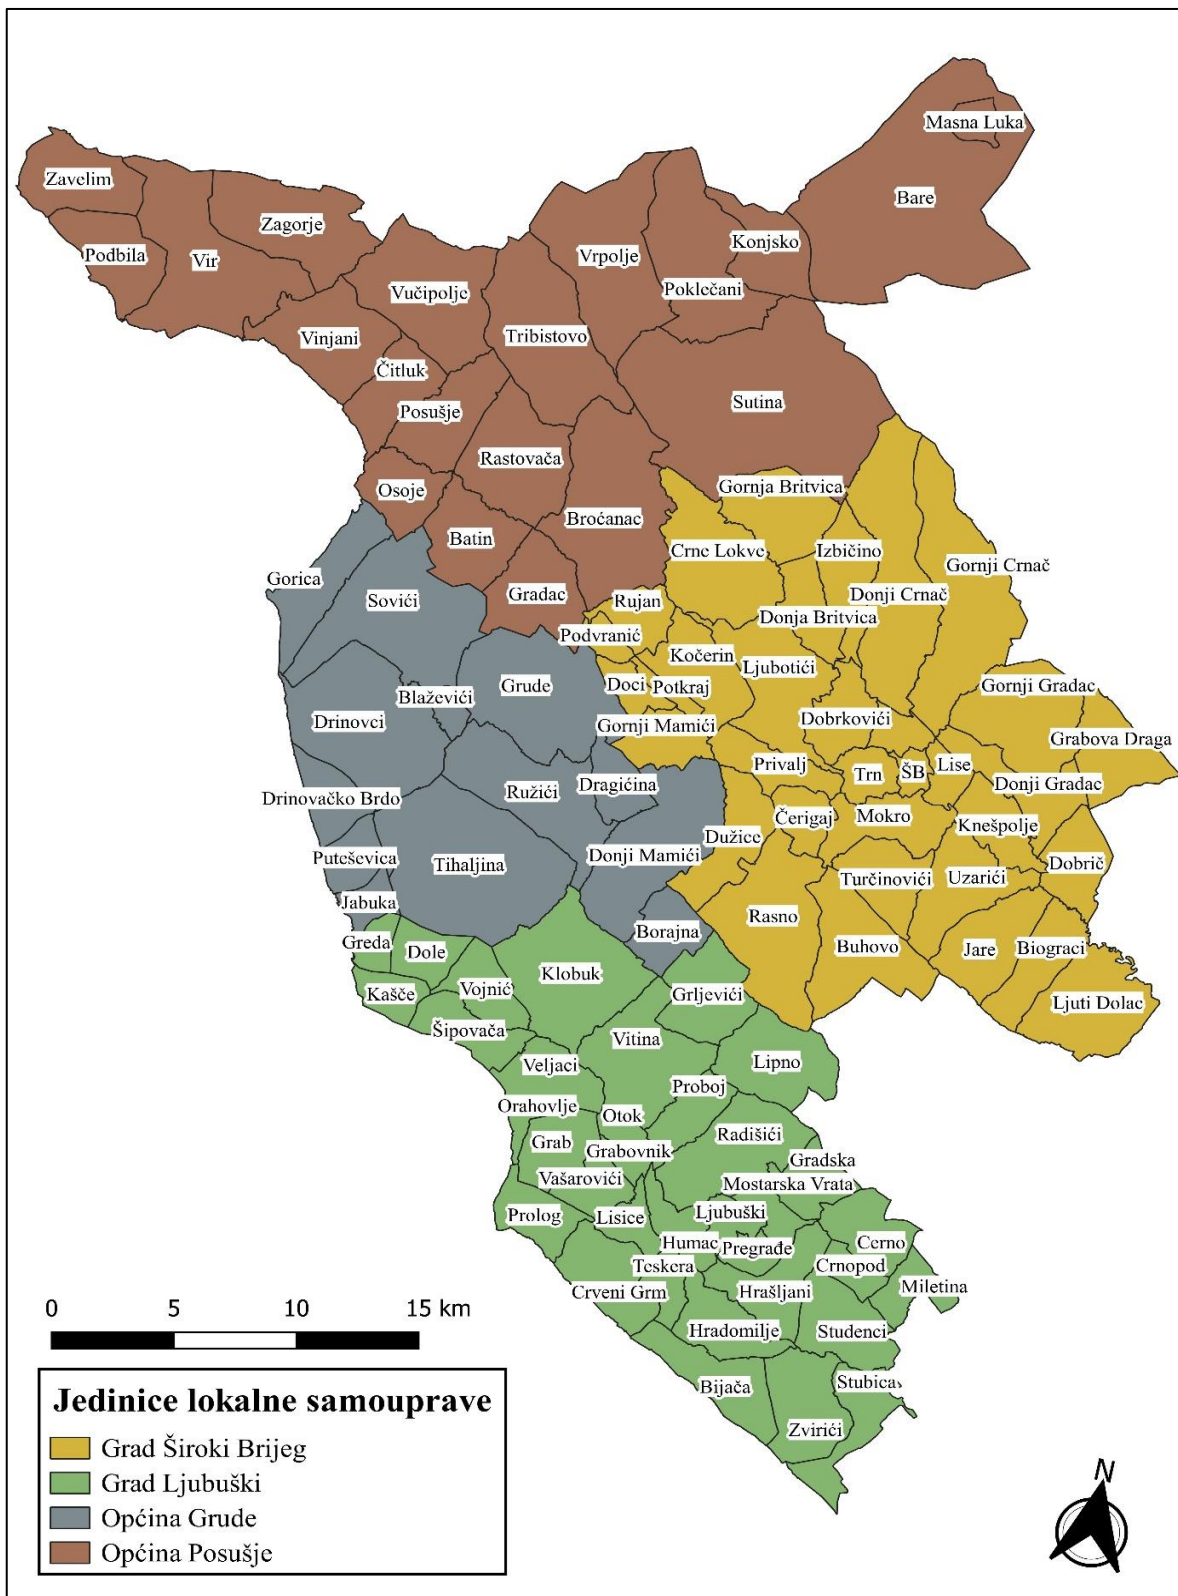 Masna Luka
Zavelim
Bare
Zagorje
Konjsko
Podbila
Vrpolje
Vir
Poklečani
Vučipolje
Tribistovo
Vinjani
Čitluk
Sutina
Posušje
Rastovača
Gornja Britvica
Osoje
Broćanac
Batin
Crne Lokve
Izbičino
Gornji Crnač
Gorica
Sovići
Gradac
Rujan
Donji Crnač
Donja Britvica
Podvranić
Kočerin
Ljubotići
Grude
Doci
Potkraj
Gornji Gradac
Blaževići
Drinovci
Gornji Mamići
Dobrkovići
Grabova Draga
Privalj
Trn
ŠB
Lise
Ružići
Dragićina
Donji Gradac
Drinovačko Brdo
Čerigaj
Mokro
Knešpolje
Dužice
Puteševica
Tihaljina
Donji Mamići
Dobrič
Turčinovići
Uzarići
Jabuka
Rasno
Borajna
Greda
Dole
Buhovo
Jare
Biograci
Klobuk
Kašče
Vojnić
Grljevići
Ljuti Dolac
Šipovača
Vitina
Veljaci
Lipno
Proboj
Orahovlje
Otok
Radišići
Grab
Grabovnik
Gradska
Vašarovići
Mostarska Vrata
Prolog
Lisice
Ljubuški
Humac
Pregrađe
Cerno
Teskera
Crnopod
Crveni Grm
Hrašljani
Miletina
Hradomilje
Studenci
Bijača
Stubica
Zvirići
0 5 10 15 km
Jedinice lokalne samouprave
Grad Široki Brijeg
Grad Ljubuški
Općina Grude
Općina Posušje
N